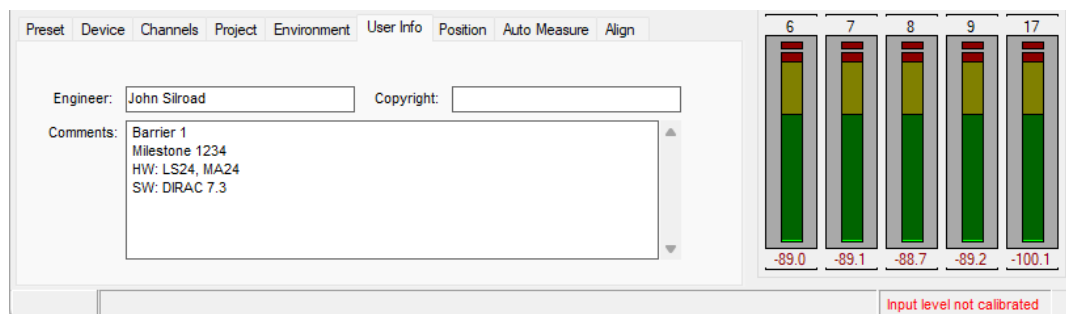 Preset Device Channels Project Environment User Info Position Auto Measure Align
6 7 8 9 17
Engineer: John Silroad Copyright:
Comments: Barrier 1
Milestone 1234
HW: LS24, MA24
SW: DIRAC 7.3
-89.0 -89.1 -88.7 -89.2 -100.1
Input level not calibrated